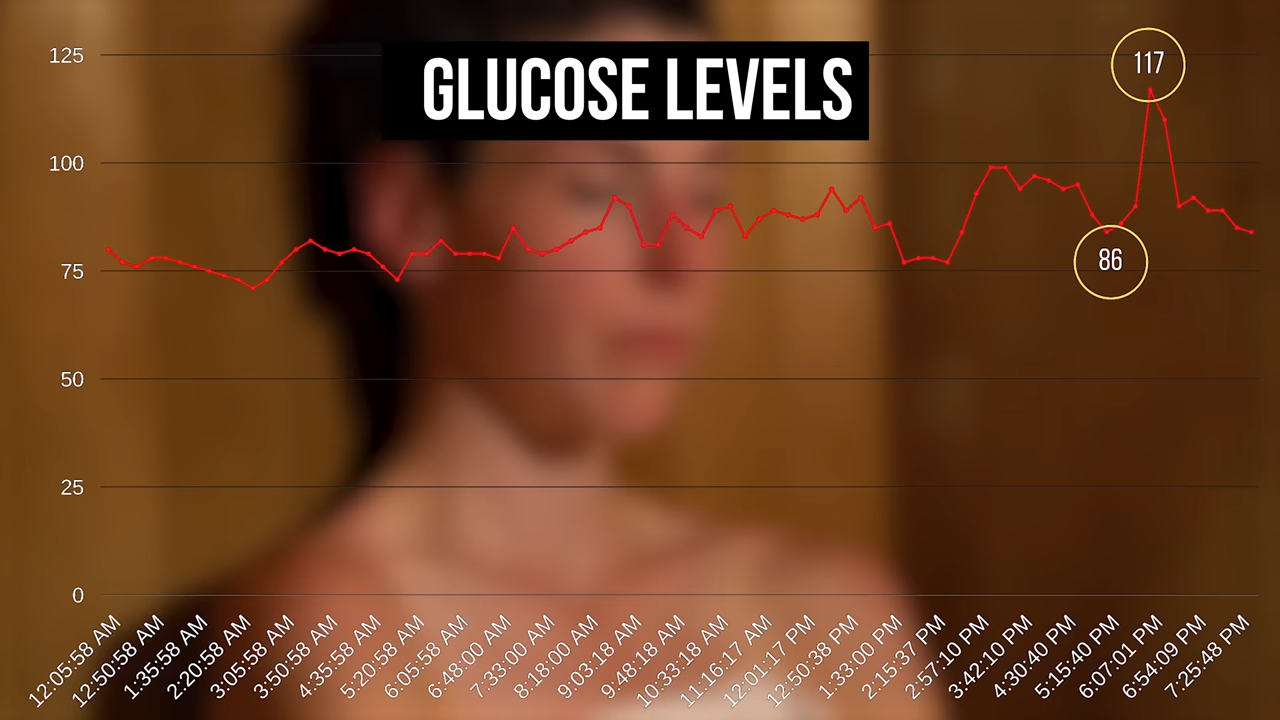 GLUCOSE LEVELS
117
86
125
100
75
50
25
0
12:05:58 AM
12:50:58 AM
1:35:58 AM
2:20:58 AM
3:05:58 AM
3:50:58 AM
4:35:58 AM
5:20:58 AM
6:05:58 AM
6:48:00 AM
7:33:00 AM
8:18:00 AM
9:03:18 AM
9:48:18 AM
10:33:18 AM
11:16:17 AM
12:01:17 PM
12:50:38 PM
1:33:00 PM
2:15:37 PM
2:57:10 PM
3:42:10 PM
4:30:40 PM
5:15:40 PM
6:07:01 PM
6:54:09 PM
7:25:48 PM